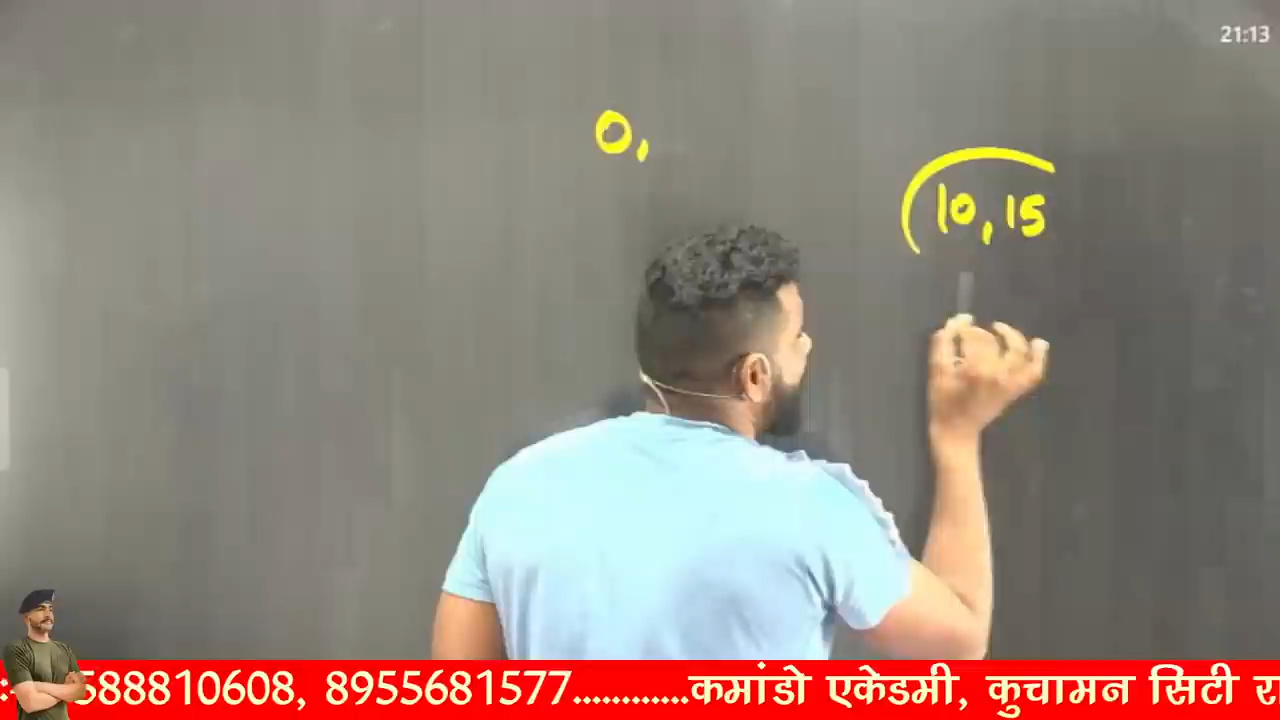 21:13
0,
10, 15
588810608, 8955681577............कमांडो एकेडमी, कुचामन सिटी